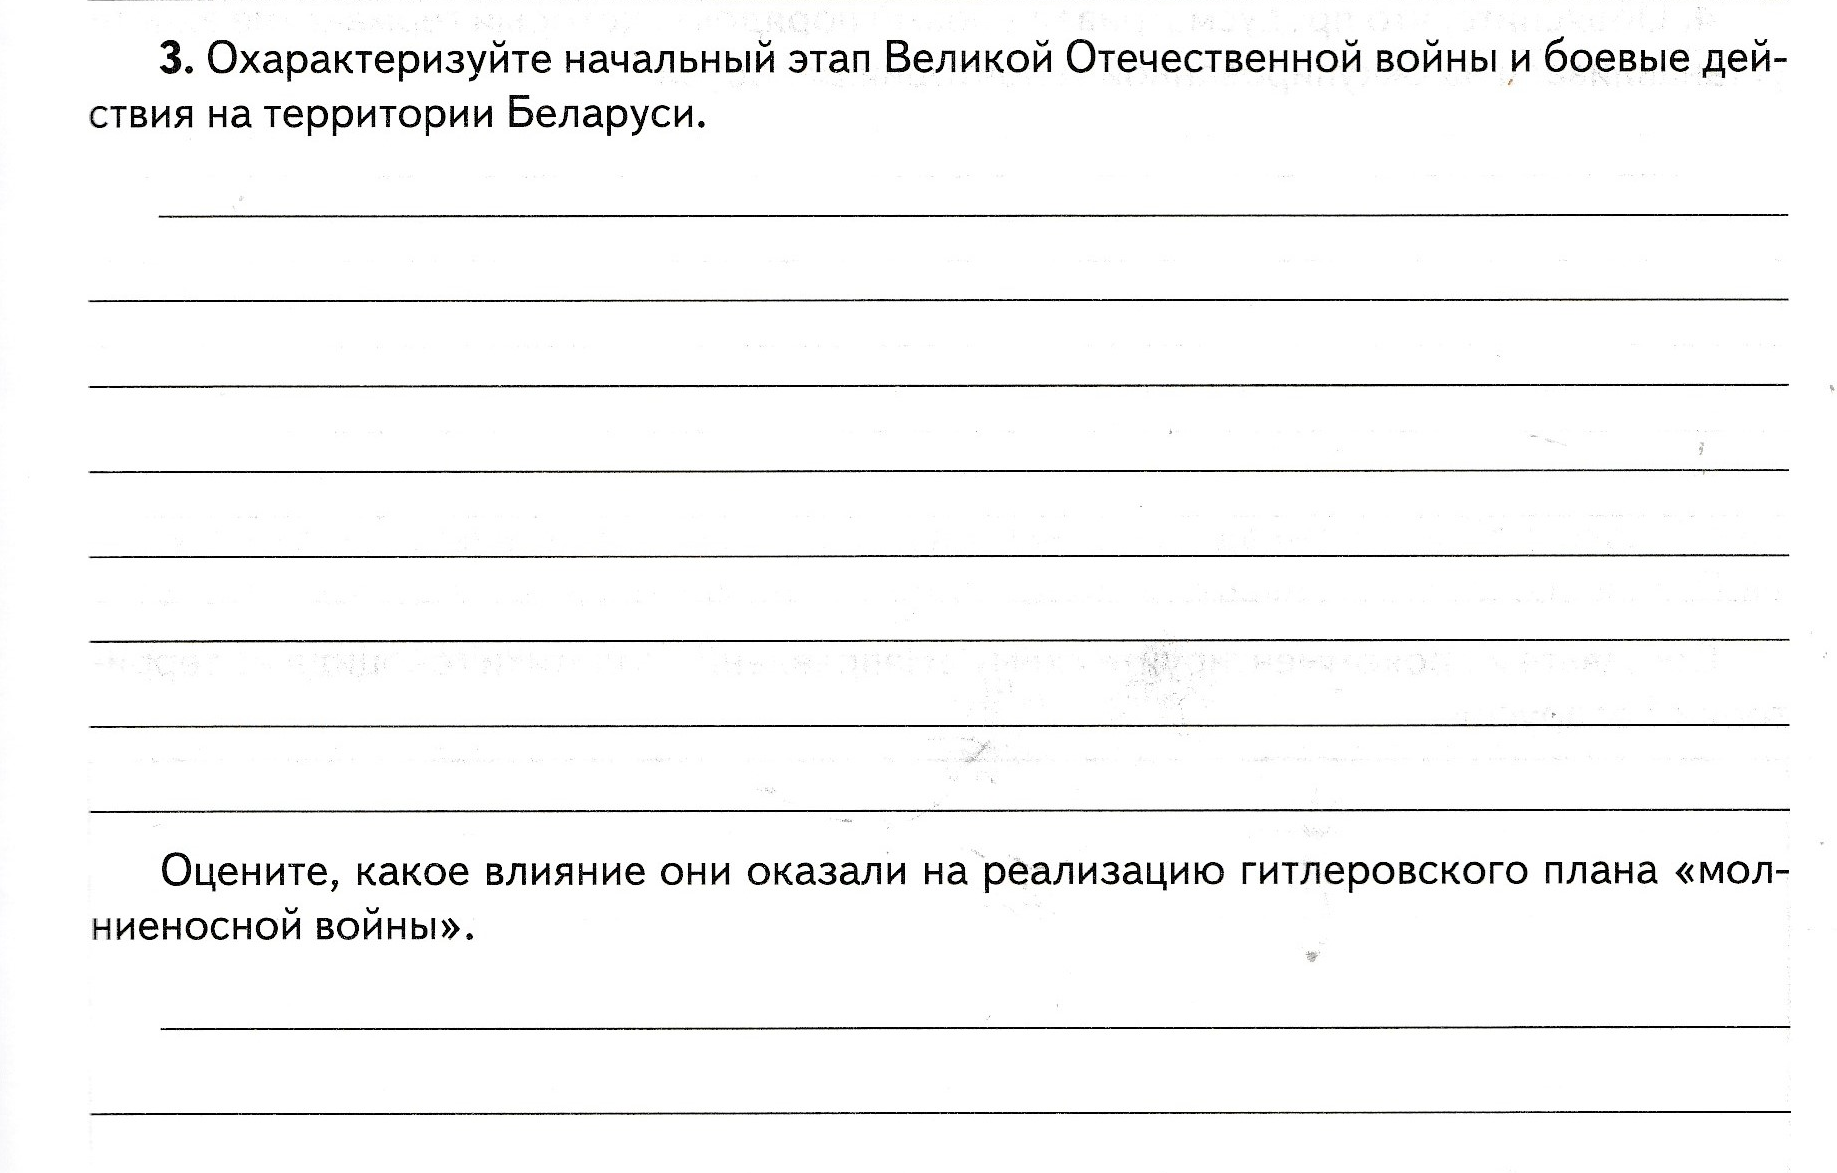 3. Охарактеризуйте начальный этап Великой Отечественной войны и боевые дей-
ствия на территории Беларуси.
Оцените, какое влияние они оказали на реализацию гитлеровского плана «мол-
ниеносной войны».